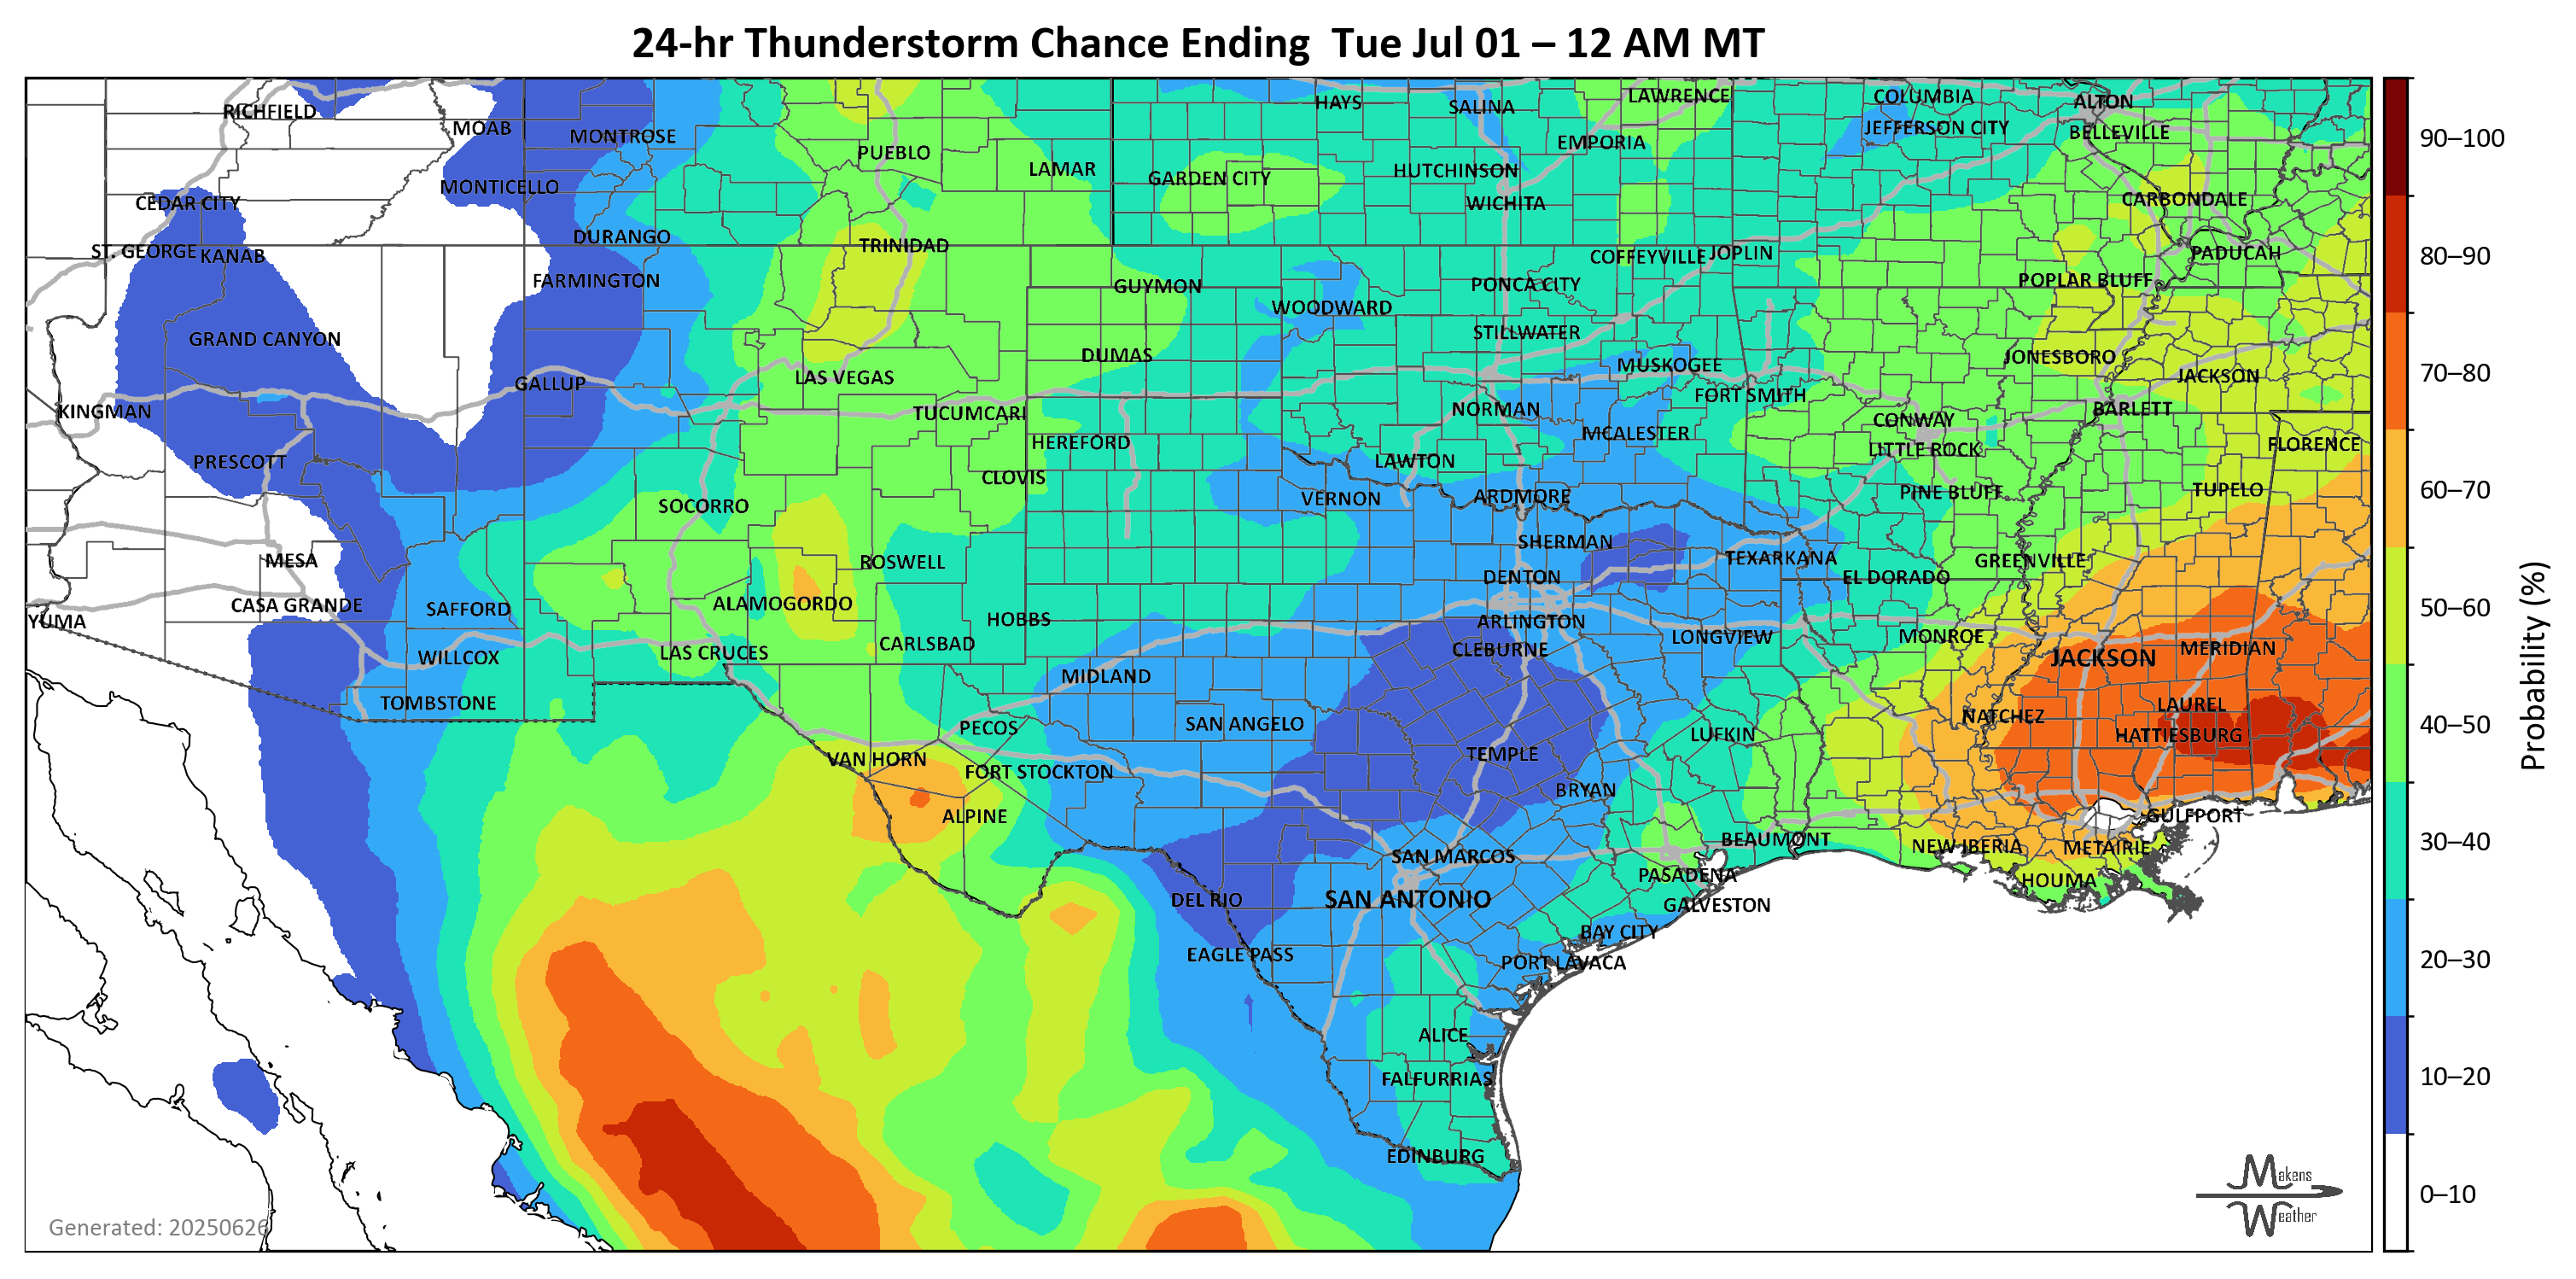 24-hr Thunderstorm Chance Ending  Tue Jul 01 – 12 AM MT
RICHFIELD
MOAB
MONTROSE
PUEBLO
LAMAR
HAYS
SALINA
LAWRENCE
COLUMBIA
ALTON
GARDEN CITY
HUTCHINSON
EMPORIA
JEFFERSON CITY
BELLEVILLE
CEDAR CITY
MONTICELLO
WICHITA
CARBONDALE
ST. GEORGE
KANAB
DURANGO
TRINIDAD
COFFEYVILLE
JOPLIN
PADUCAH
FARMINGTON
GUYMON
WOODWARD
PONCA CITY
POPLAR BLUFF
GRAND CANYON
DUMAS
STILLWATER
JONESBORO
GALLUP
LAS VEGAS
MUSKOGEE
JACKSON
KINGMAN
TUCUMCARI
NORMAN
FORT SMITH
CONWAY
BARLETT
PRESCOTT
HEREFORD
MCALESTER
LITTLE ROCK
FLORENCE
CLOVIS
LAWTON
SOCORRO
VERNON
ARDMORE
PINE BLUFF
TUPELO
MESA
ROSWELL
SHERMAN
TEXARKANA
GREENVILLE
CASA GRANDE
SAFFORD
ALAMOGORDO
DENTON
EL DORADO
YUMA
HOBBS
ARLINGTON
WILLCOX
LAS CRUCES
CARLSBAD
CLEBURNE
LONGVIEW
MONROE
JACKSON
MERIDIAN
TOMBSTONE
MIDLAND
PECOS
SAN ANGELO
LUFKIN
NATCHEZ
LAUREL
HATTIESBURG
VAN HORN
FORT STOCKTON
TEMPLE
ALPINE
BRYAN
GULFPORT
SAN MARCOS
BEAUMONT
NEW IBERIA
METAIRIE
DEL RIO
SAN ANTONIO
PASADENA
HOUMA
GALVESTON
EAGLE PASS
BAY CITY
PORT LAVACA
ALICE
FALFURRIAS
EDINBURG
Generated: 20250626
Makens
Weather
90–100
80–90
70–80
60–70
50–60
40–50
30–40
20–30
10–20
0–10
Probability (%)